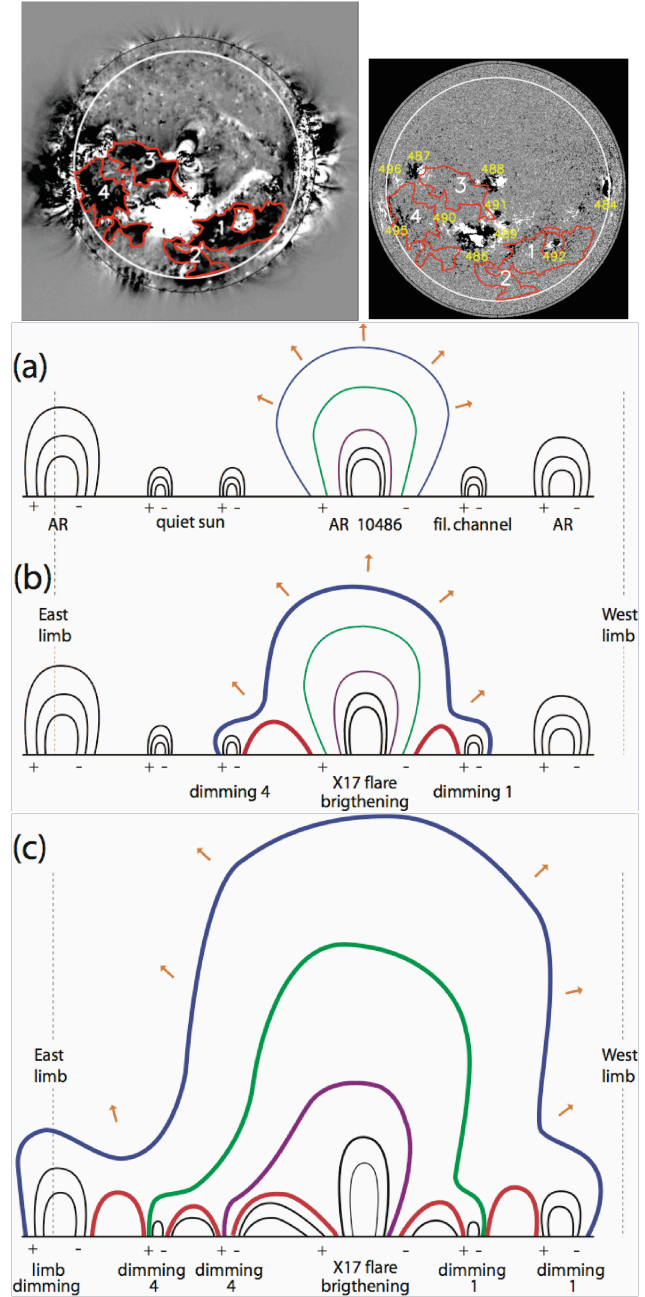 3
4
1
2
487
496
488
3
484
491
4
490
495
489
1
486
492
2
(a)
+ - + - + - + - + - + -
AR quiet sun AR 10486 fil. channel AR
(b)
East
limb
West
limb
+ - + - + - + - + - + -
dimming 4
X17 flare
brigthening
dimming 1
(c)
East
limb
West
limb
+ - + - + - + - + - + -
limb
dimming
dimming
4
dimming
4
X17 flare
brigthening
dimming
1
dimming
1